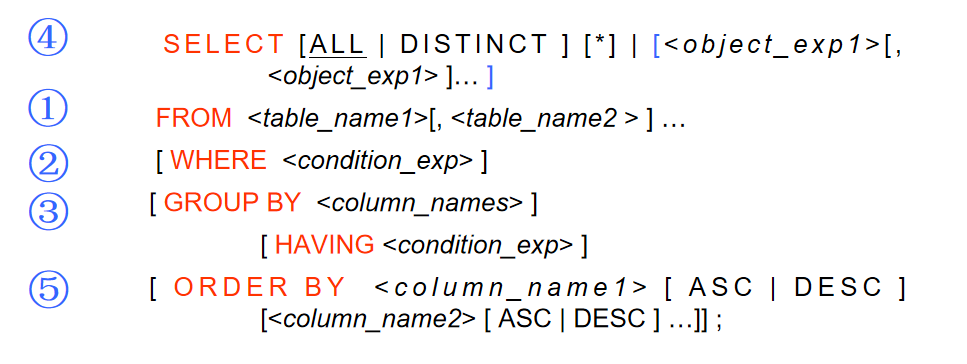 ④ SELECT [ALL | DISTINCT ] [*] | [<object_exp1>[,
<object_exp1> ]… ]
① FROM <table_name1>[, <table_name2 > ] …
② [ WHERE <condition_exp> ]
③ [ GROUP BY <column_names> ]
[ HAVING <condition_exp> ]
⑤ [ ORDER BY <column_name1> [ ASC | DESC ]
[<column_name2> [ ASC | DESC ] …]] ;